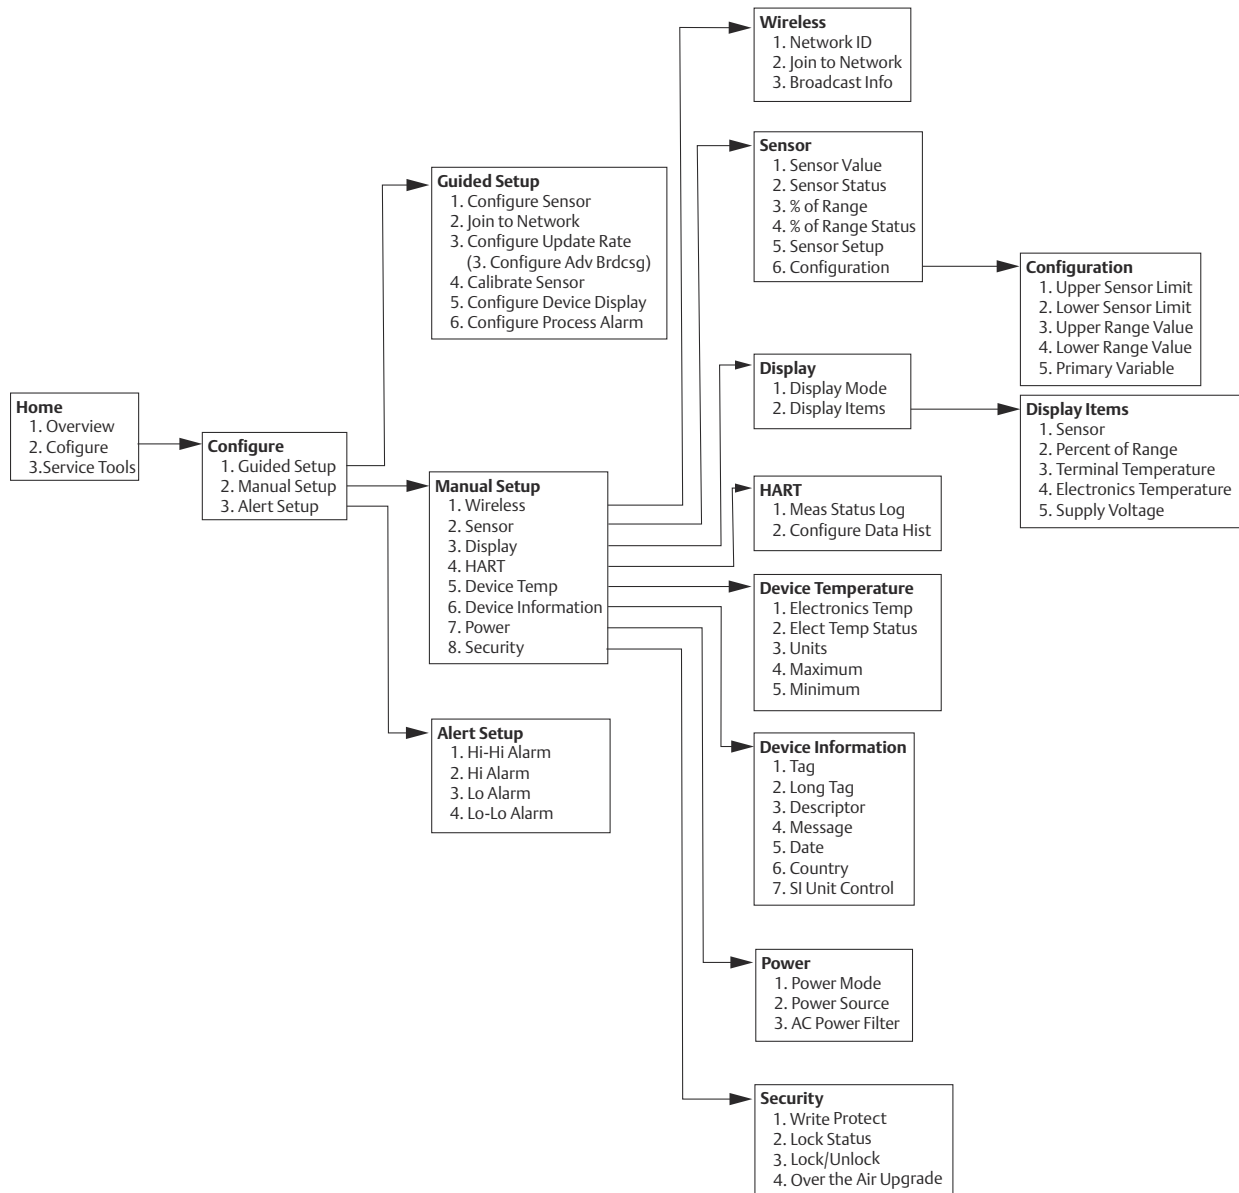 Home
1. Overview
2. Cofigure
3.Service Tools
Configure
1. Guided Setup
2. Manual Setup
3. Alert Setup
Guided Setup
1. Configure Sensor
2. Join to Network
3. Configure Update Rate
(3. Configure Adv Brdcsg)
4. Calibrate Sensor
5. Configure Device Display
6. Configure Process Alarm
Manual Setup
1. Wireless
2. Sensor
3. Display
4. HART
5. Device Temp
6. Device Information
7. Power
8. Security
Alert Setup
1. Hi-Hi Alarm
2. Hi Alarm
3. Lo Alarm
4. Lo-Lo Alarm
Wireless
1. Network ID
2. Join to Network
3. Broadcast Info
Sensor
1. Sensor Value
2. Sensor Status
3. % of Range
4. % of Range Status
5. Sensor Setup
6. Configuration
Display
1. Display Mode
2. Display Items
HART
1. Meas Status Log
2. Configure Data Hist
Device Temperature
1. Electronics Temp
2. Elect Temp Status
3. Units
4. Maximum
5. Minimum
Device Information
1. Tag
2. Long Tag
3. Descriptor
4. Message
5. Date
6. Country
7. SI Unit Control
Power
1. Power Mode
2. Power Source
3. AC Power Filter
Security
1. Write Protect
2. Lock Status
3. Lock/Unlock
4. Over the Air Upgrade
Configuration
1. Upper Sensor Limit
2. Lower Sensor Limit
3. Upper Range Value
4. Lower Range Value
5. Primary Variable
Display Items
1. Sensor
2. Percent of Range
3. Terminal Temperature
4. Electronics Temperature
5. Supply Voltage